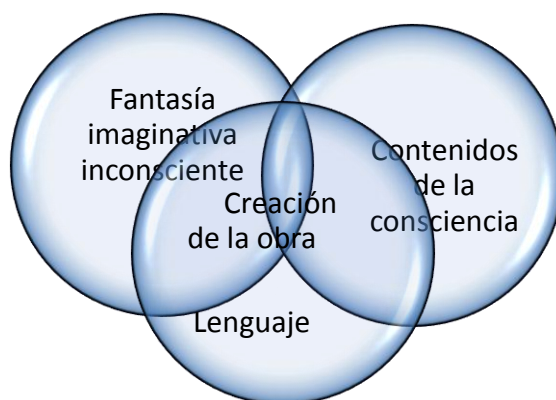 Fantasía
imaginativa
inconsciente
Contenidos
de la
consciencia
Creación
de la obra
Lenguaje